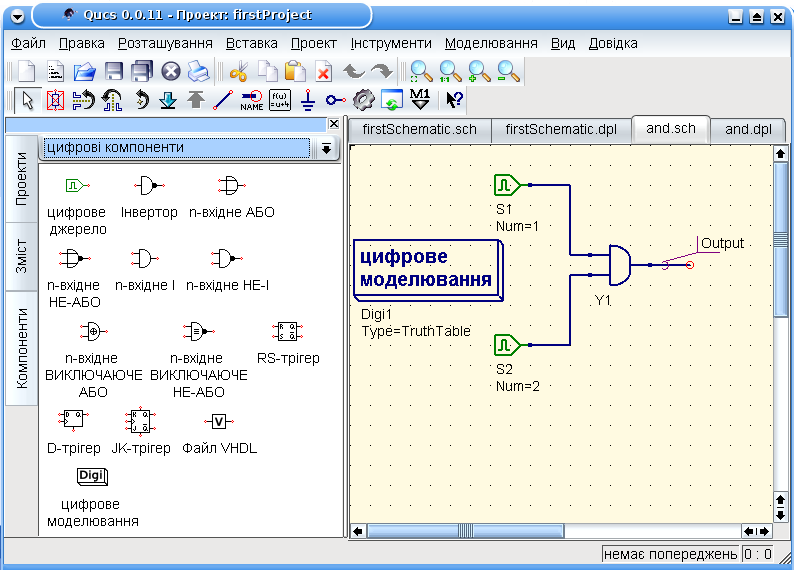 Qucs 0.0.11 - Проект: firstProject
Файл Правка Розташування Вставка Проект Інструменти Моделювання Вид Довідка
1:1
NAME
f(u)
u=4
M1
?
цифрові компоненти
firstSchematic.sch firstSchematic.dpl and.sch and.dpl
Проекти
Зміст
Компоненти
цифрове
джерело
Інвертор
n-вхідне АБО
n-вхідне
НЕ-АБО
n-вхідне І
n-вхідне НЕ-І
n-вхідне
ВИКЛЮЧАЮЧЕ
АБО
n-вхідне
ВИКЛЮЧАЮЧЕ
НЕ-АБО
RS-трігер
D-трігер
JK-трігер
V
Файл VHDL
Digi
цифрове
моделювання
S1
Num=1
Output
цифрове
моделювання
Y1
Digi1
Type=TruthTable
S2
Num=2
немає попереджень 0 : 0